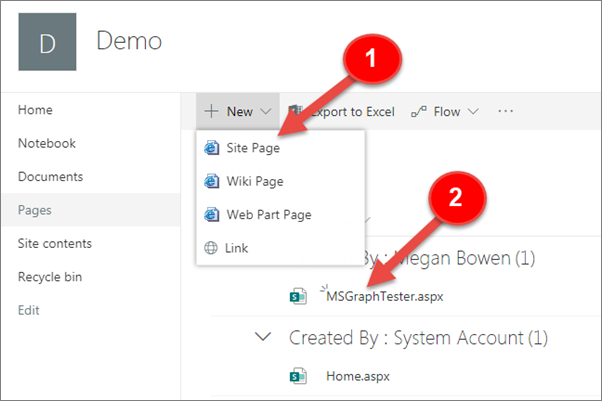 D
Demo
1
Home
Notebook
Documents
Pages
Site contents
Recycle bin
Edit
New
Export to Excel
Flow
Site Page
Wiki Page
Web Part Page
Link
2
By : Megan Bowen (1)
MSGraphTester.aspx
Created By : System Account (1)
Home.aspx